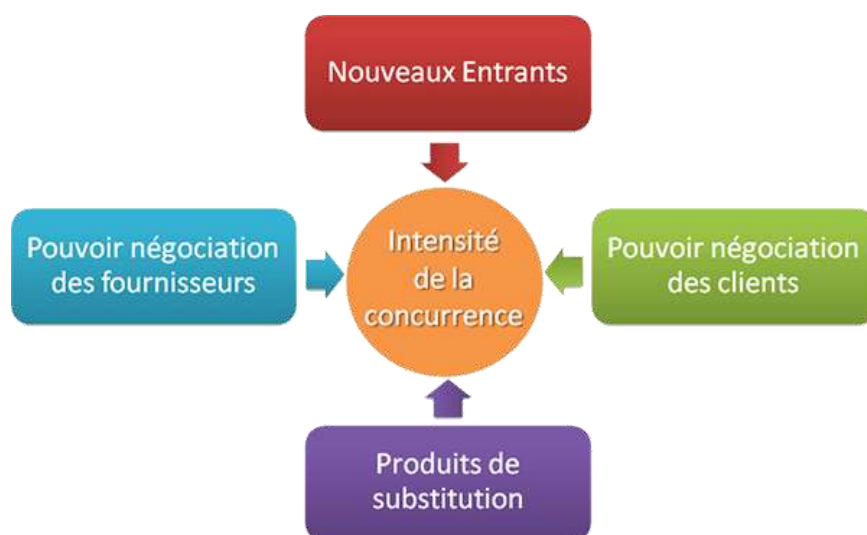 Nouveaux Entrants
Pouvoir négociation
des fournisseurs
Intensité
de la
concurrence
Pouvoir négociation
des clients
Produits de
substitution